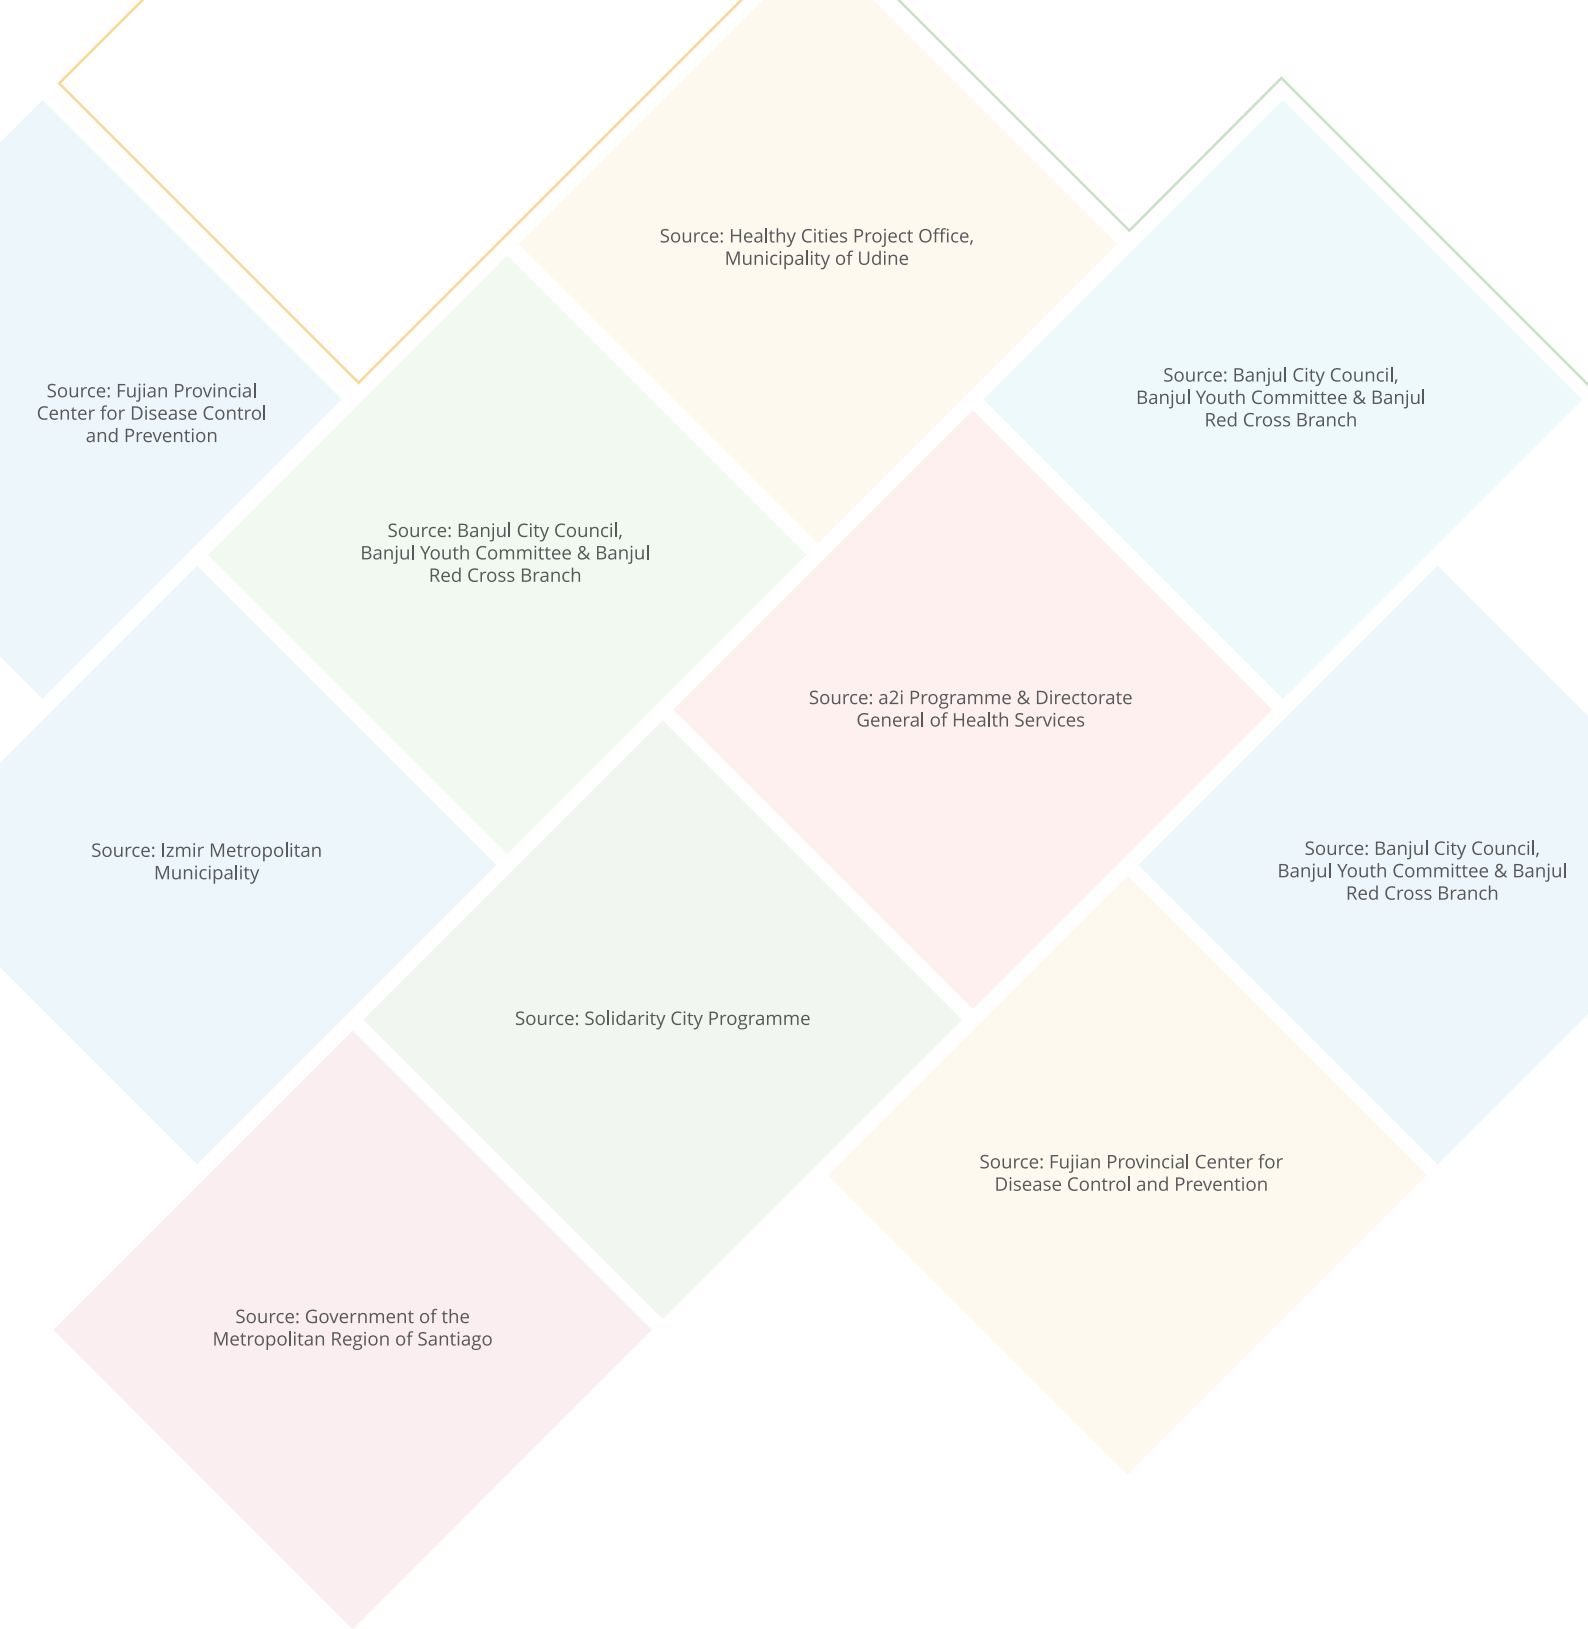 Source: Healthy Cities Project Office,
Municipality of Udine
Source: Banjul City Council,
Banjul Youth Committee & Banjul
Red Cross Branch
Source: Fujian Provincial
Center for Disease Control
and Prevention
Source: Banjul City Council,
Banjul Youth Committee & Banjul
Red Cross Branch
Source: a2i Programme & Directorate
General of Health Services
Source: Izmir Metropolitan
Municipality
Source: Banjul City Council,
Banjul Youth Committee & Banjul
Red Cross Branch
Source: Solidarity City Programme
Source: Fujian Provincial Center for
Disease Control and Prevention
Source: Government of the
Metropolitan Region of Santiago